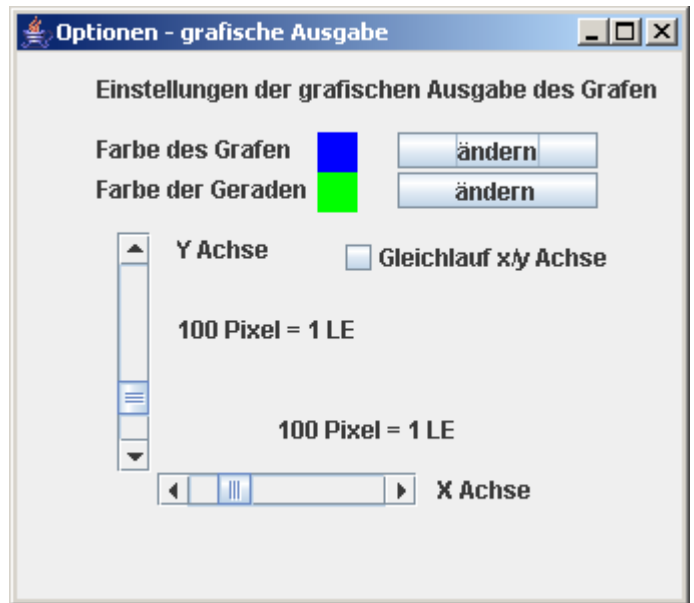 Optionen - grafische Ausgabe
Einstellungen der grafischen Ausgabe des Grafen
Farbe des Grafen
ändern
Farbe der Geraden
ändern
Y Achse
Gleichlauf x/y Achse
100 Pixel = 1 LE
100 Pixel = 1 LE
X Achse